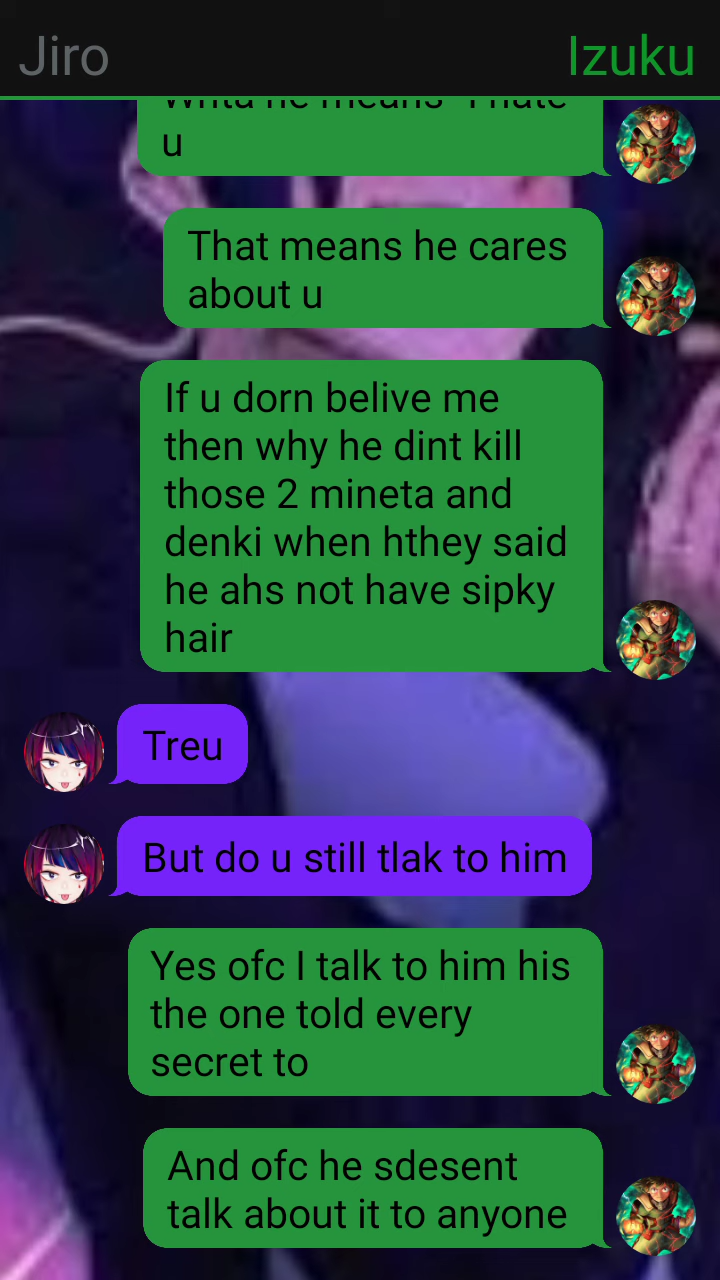 Jiro
Izuku
means
u
That means he cares
about u
If u dorn belive me
then why he dint kill
those 2 mineta and
denki when hthey said
he ahs not have sipky
hair
Treu
But do u still tlak to him
Yes ofc I talk to him his
the one told every
secret to
And ofc he sdesent
talk about it to anyone